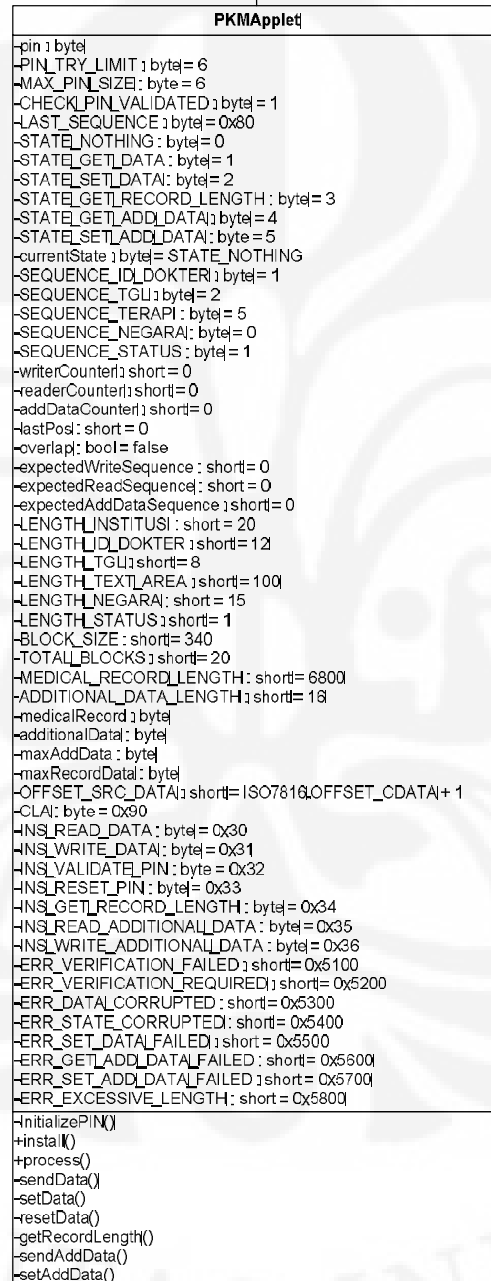 PKMApplet
-pin : byte
-PIN_TRY_LIMIT : byte = 6
-MAX_PIN_SIZE : byte = 6
-CHECK_PIN_VALIDATED : byte = 1
-LAST_SEQUENCE : byte = 0x80
-STATE_NOTHING : byte = 0
-STATE_GET_DATA : byte = 1
-STATE_SET_DATA : byte = 2
-STATE_GET_RECORD_LENGTH : byte = 3
-STATE_GET_ADD_DATA : byte = 4
-STATE_SET_ADD_DATA : byte = 5
-currentState : byte = STATE_NOTHING
-SEQUENCE_ID_DOKTER : byte = 1
-SEQUENCE_TGL : byte = 2
-SEQUENCE_TERAPI : byte = 5
-SEQUENCE_NEGARA : byte = 0
-SEQUENCE_STATUS : byte = 1
-writerCounter : short = 0
-readerCounter : short = 0
-addDataCounter : short = 0
-lastPos : short = 0
-overlap : bool = false
-expectedWriteSequence : short = 0
-expectedReadSequence : short = 0
-expectedAddDataSequence : short = 0
-LENGTH_INSTITUSI : short = 20
-LENGTH_ID_DOKTER : short = 12
-LENGTH_TGL : short = 8
-LENGTH_TEXT_AREA : short = 100
-LENGTH_NEGARA : short = 15
-LENGTH_STATUS : short = 1
-BLOCK_SIZE : short = 340
-TOTAL_BLOCKS : short = 20
-MEDICAL_RECORD_LENGTH : short = 6800
-ADDITIONAL_DATA_LENGTH : short = 16
-medicalRecord : byte
-additionalData : byte
-maxAddData : byte
-maxRecordData : byte
-OFFSET_SRC_DATA : short = ISO7816.OFFSET_CDATA + 1
-CLA : byte = 0x90
-INS_READ_DATA : byte = 0x30
-INS_WRITE_DATA : byte = 0x31
-INS_VALIDATE_PIN : byte = 0x32
-INS_RESET_PIN : byte = 0x33
-INS_GET_RECORD_LENGTH : byte = 0x34
-INS_READ_ADDITIONAL_DATA : byte = 0x35
-INS_WRITE_ADDITIONAL_DATA : byte = 0x36
-ERR_VERIFICATION_FAILED : short = 0x5100
-ERR_VERIFICATION_REQUIRED : short = 0x5200
-ERR_DATA_CORRUPTED : short = 0x5300
-ERR_STATE_CORRUPTED : short = 0x5400
-ERR_SET_DATA_FAILED : short = 0x5500
-ERR_GET_ADD_DATA_FAILED : short = 0x5600
-ERR_SET_ADD_DATA_FAILED : short = 0x5700
-ERR_EXCESSIVE_LENGTH : short = 0x5800
-InitializePIN()
+install()
+process()
-sendData()
-setData()
-resetData()
-getRecordLength()
-sendAddData()
-setAddData()